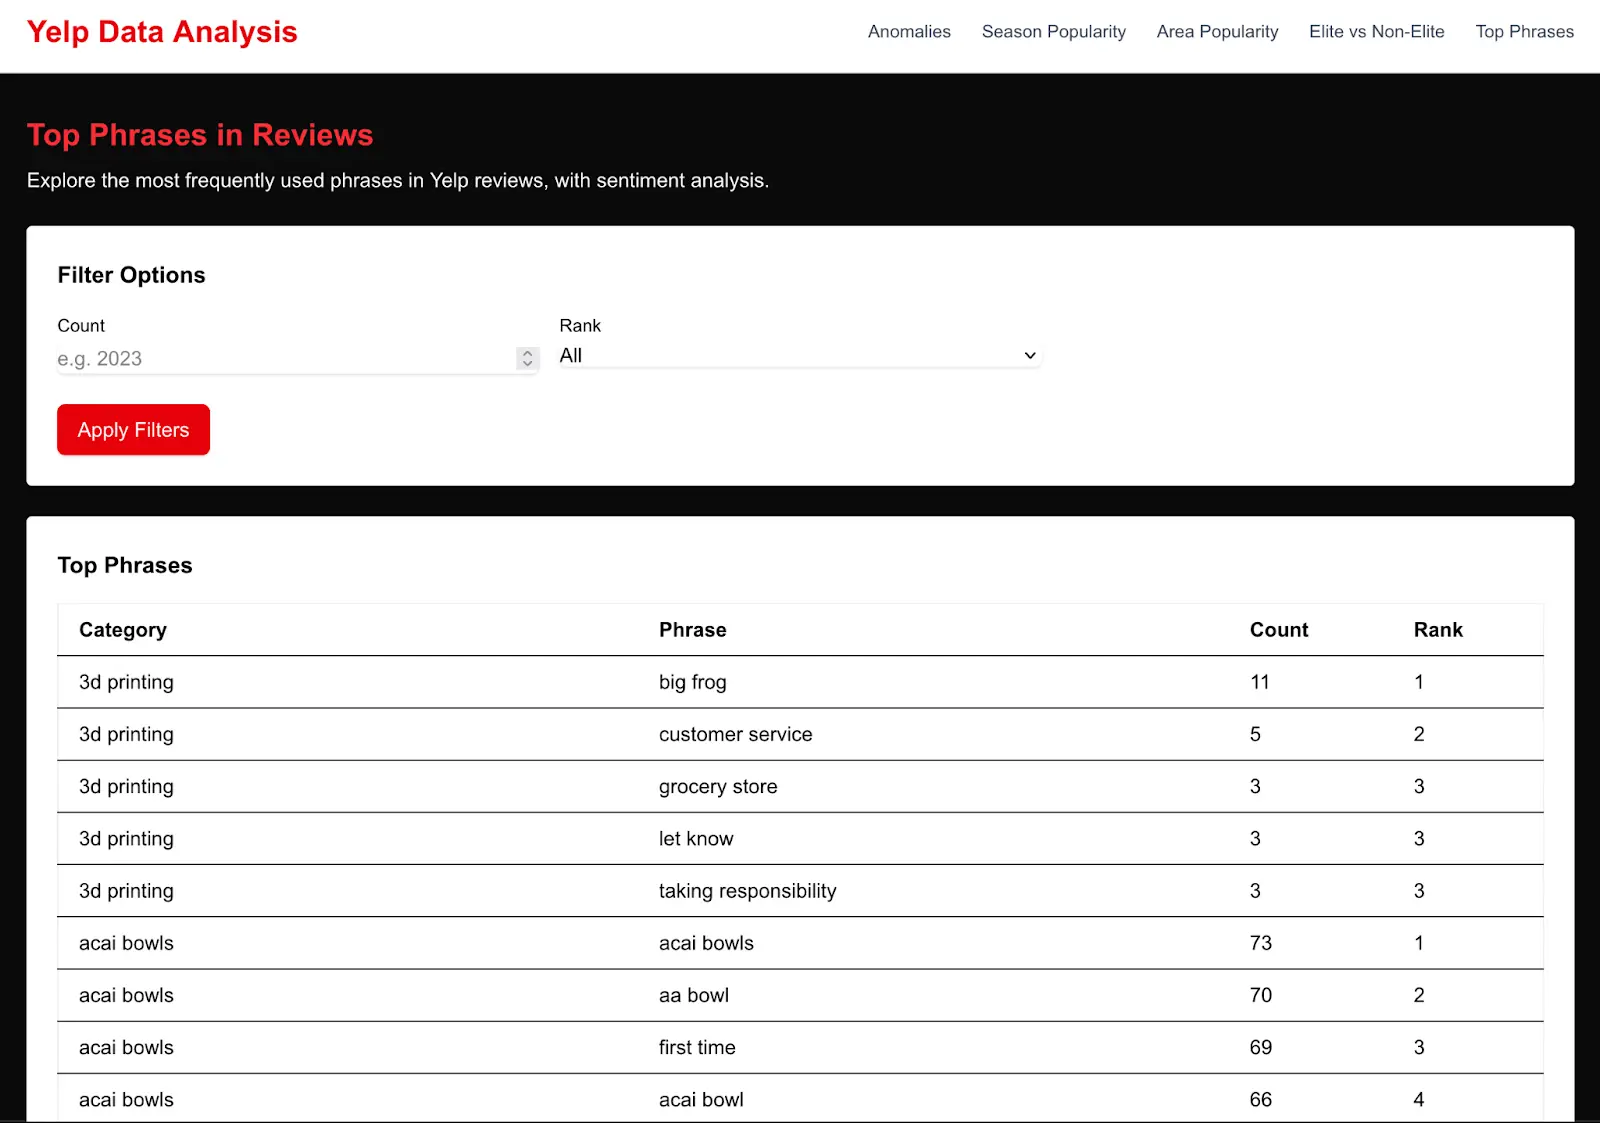 Yelp Data Analysis Anomalies Season Popularity Area Popularity Elite vs Non-Elite Top Phrases
Top Phrases in Reviews
Explore the most frequently used phrases in Yelp reviews, with sentiment analysis.
Filter Options
Count Rank
e.g. 2023 All
Apply Filters
Top Phrases
Category Phrase Count Rank
3d printing big frog 11 1
3d printing customer service 5 2
3d printing grocery store 3 3
3d printing let know 3 3
3d printing taking responsibility 3 3
acai bowls acai bowls 73 1
acai bowls aa bowl 70 2
acai bowls first time 69 3
acai bowls acai bowl 66 4